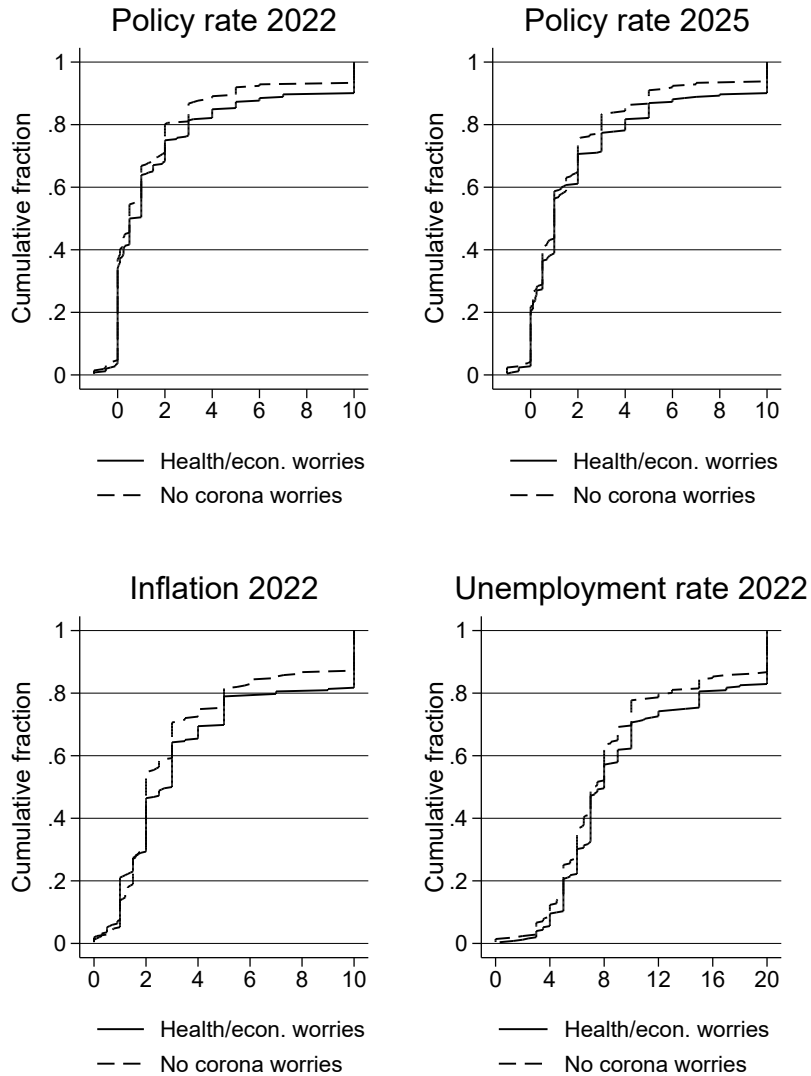 Policy rate 2022
Cumulative fraction
1
.8
.6
.4
.2
0
0 2 4 6 8 10
Health/econ. worries
No corona worries
Policy rate 2025
Cumulative fraction
1
.8
.6
.4
.2
0
0 2 4 6 8 10
Health/econ. worries
No corona worries
Inflation 2022
Cumulative fraction
1
.8
.6
.4
.2
0
0 2 4 6 8 10
Health/econ. worries
No corona worries
Unemployment rate 2022
Cumulative fraction
1
.8
.6
.4
.2
0
0 4 8 12 16 20
Health/econ. worries
No corona worries